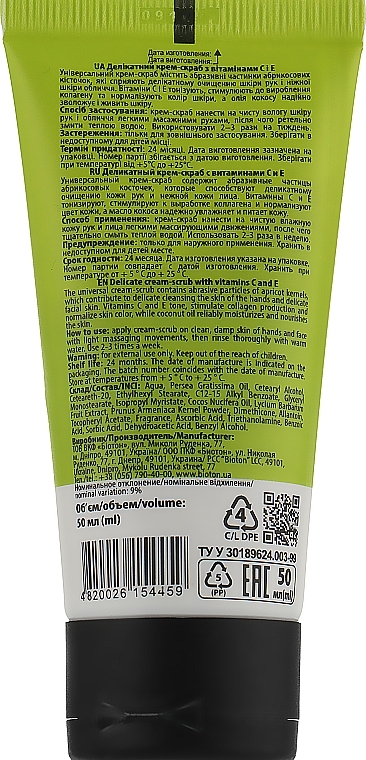 Дата изготовления
Дата изготовления
UA Делікатний крем-скраб з вітамінами С і Е
Універсальний крем-скраб містить абразивні частинки абрикосових
кісточок, які сприяють делікатному очищенню шкіри рук і ніжної
шкіри обличчя. Вітаміни С і Е тонізують, стимулюють до вироблення
колагену та нормалізують колір шкіри, а олія кокосу надійно
зволожує і живить шкіру.
Спосіб застосування: крем-скраб нанести на чисту вологу шкіру
рук і обличчя легкими масажними рухами, після чого ретельно
змити теплою водою. Використовувати 2–3 рази на тиждень.
Застереження: тільки для зовнішнього застосування. Зберігати в
недоступному для дітей місці.
Термін придатності: 24 місяці. Дата виготовлення зазначена на
упаковці. Номер партії збігається з датою виготовлення. Зберігати
при температурі від +5°С до +25°С.
RU Деликатный крем-скраб с витаминами С и Е
Универсальный крем-скраб содержит абразивные частицы
абрикосовых косточек, которые способствуют деликатному
очищению кожи рук и нежной кожи лица. Витамины С и Е
тонизируют, стимулируют к выработке коллагена и нормализуют
цвет кожи, а масло кокоса надежно увлажняет и питает кожу.
Способ применения: крем-скраб нанести на чистую влажную
кожу рук и лица легкими массирующими движениями, после чего
тщательно смыть теплой водой. Использовать 2-3 раза в неделю.
Предупреждение: только для наружного применения. Хранить в
недоступном для детей месте.
Срок годности: 24 месяца. Дата изготовления указана на упаковке.
Номер партии совпадает с датой изготовления. Хранить при
температуре от + 5° С до + 25 ° С.
EN Delicate cream-scrub with vitamins C and E
The universal cream-scrub contains abrasive particles of apricot kernels,
which contribute to delicate cleansing the skin of the hands and delicate
facial skin. Vitamins C and E tone, stimulate collagen production and
normalize skin color, while coconut oil reliably moisturizes and nourishes
the skin.
How to use: apply cream-scrub on clean, damp skin of hands and face
with light massaging movements, then rinse thoroughly with warm
water. Use 2–3 times a week.
Warning: for external use only. Keep out of the reach of children.
Shelf life: 24 months. The date of manufacture is indicated on the
packaging. The batch number coincides with the date of manufacture.
Store at temperatures from + 5 ° C to + 25 ° C.
Склад/Состав/INCI: Aqua, Persea Gratissima Oil, Cetearyl Alcohol,
Ceteareth-20, Ethylhexyl Stearate, C12-15 Alkyl Benzoate, Glyceryl
Monostearate, Isopropyl Myristate, Cocos Nucifera Oil, Lycium Barbarum
Fruit Extract, Prunus Armeniaca Kernel Powder, Dimethicone, Allantoin,
Tocopheryl Acetate, Fragrance, Ascorbic Acid, Triethanolamine, Benzoic
Acid, Sorbic Acid, Dehydroacetic Acid, Benzyl Alcohol.
Виробник/Производитель/Manufacturer:
ТОВ ВКФ «Біотон», вул. Миколи Руденка, 77,
м. Дніпро, 49041, Україна/ ООО ПКФ «Биотон», ул. Николая
Руденко, 77, г. Днепр, 49041, Украина/ PCC "Bioton" LLC, 49041,
Ukraine, Dnipro, Mykoly Rudenka street, 77
тел./tel: +38 (056) 790-44-00, www.bioton.ua
Номинальное отклонение/номінальне відхилення/
nominal variation: 9%
Об'єм/объем/volume:
50 мл (ml)
4
C/L DPE
ТУ У 30189624.003-99
5
(PP)
EAC
50
мл(ml)
4820026 154459